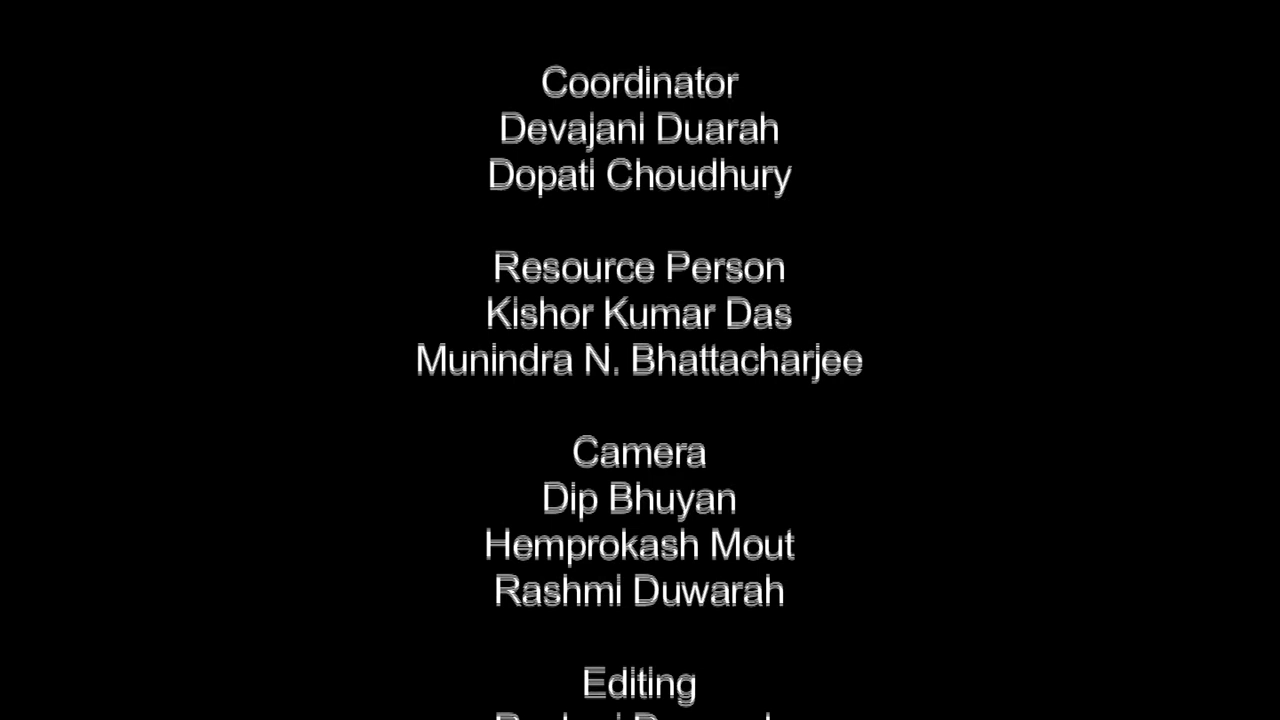 Coordinator
Devajani Duarah
Dopati Choudhury
Resource Person
Kishor Kumar Das
Munindra N. Bhattacharjee
Camera
Dip Bhuyan
Hemprokash Mout
Rashmi Duwarah
Editing